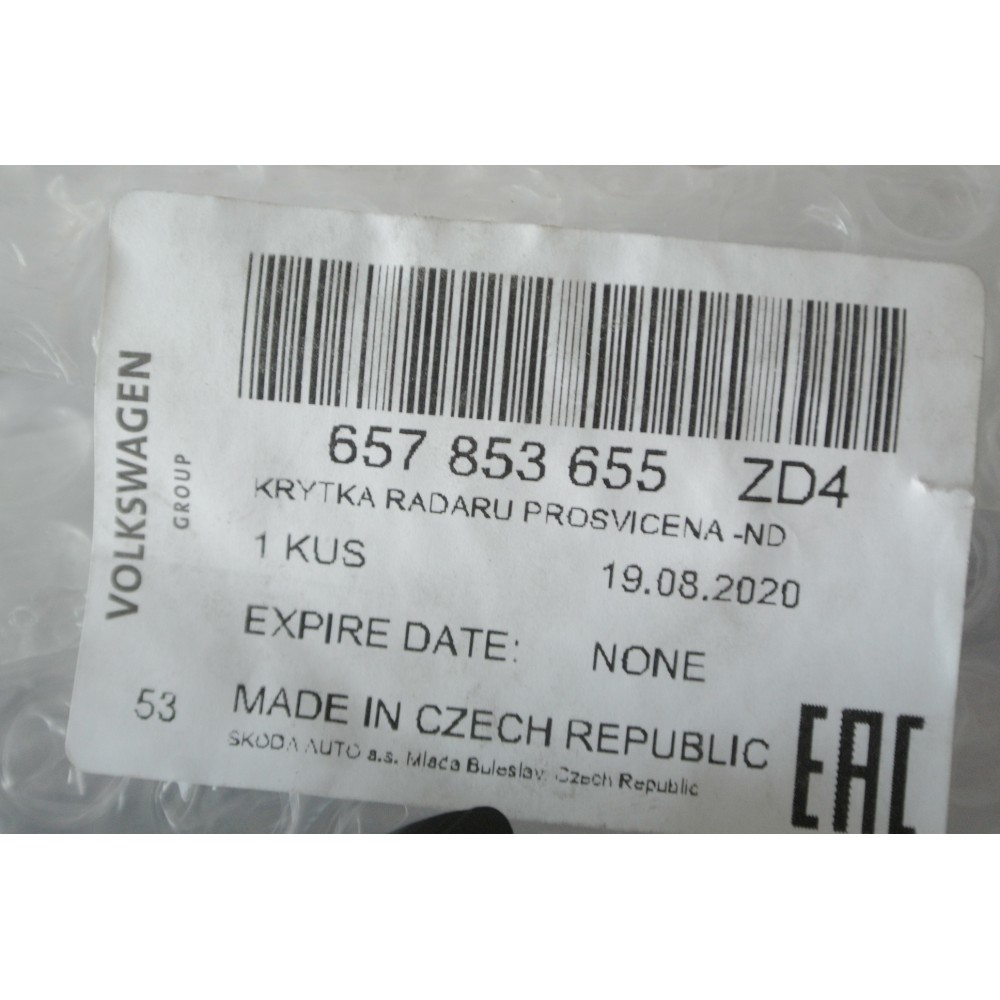 VOLKSWAGEN
GROUP
657 853 655 ZD4
KRYTKA RADARU PROSVICENA -ND
1 KUS 19.08.2020
EXPIRE DATE: NONE
53 MADE IN CZECH REPUBLIC
SKODA AUTO a.s. Mlada Boleslav, Czech Republic
EAC